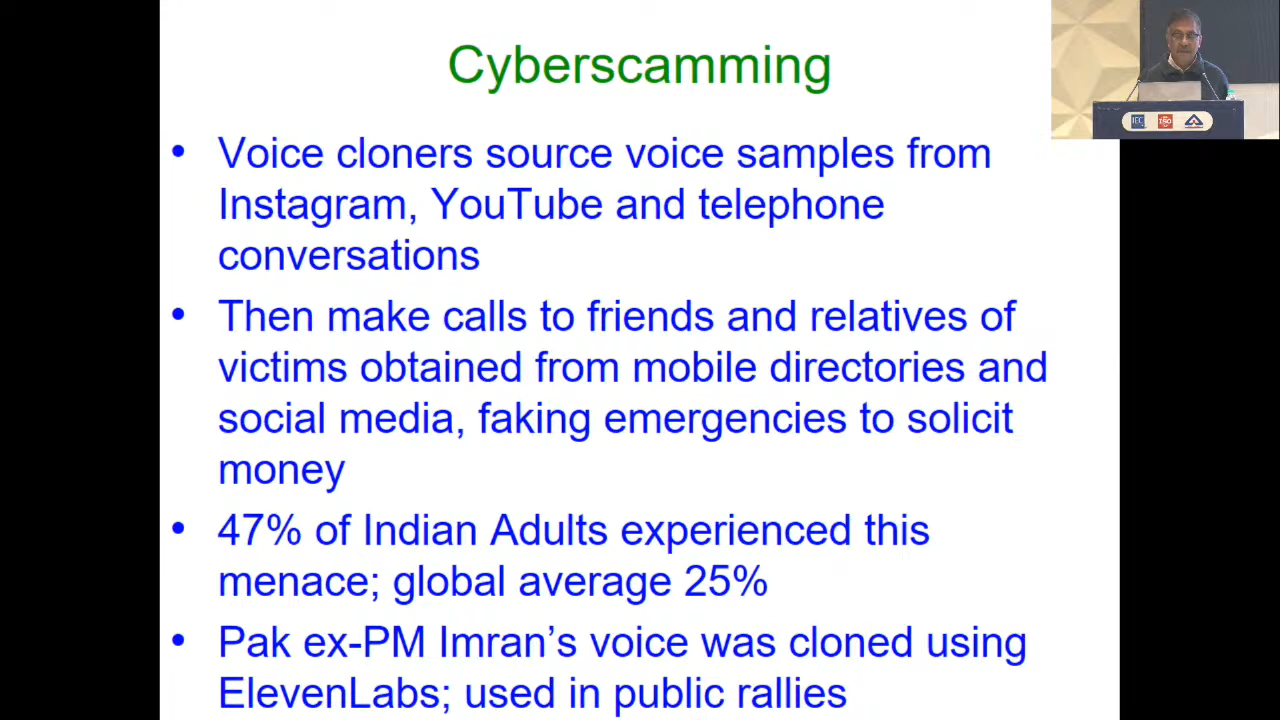 Cyberscamming
• Voice cloners source voice samples from
Instagram, YouTube and telephone
conversations
• Then make calls to friends and relatives of
victims obtained from mobile directories and
social media, faking emergencies to solicit
money
• 47% of Indian Adults experienced this
menace; global average 25%
• Pak ex-PM Imran’s voice was cloned using
ElevenLabs; used in public rallies
IEC ISO